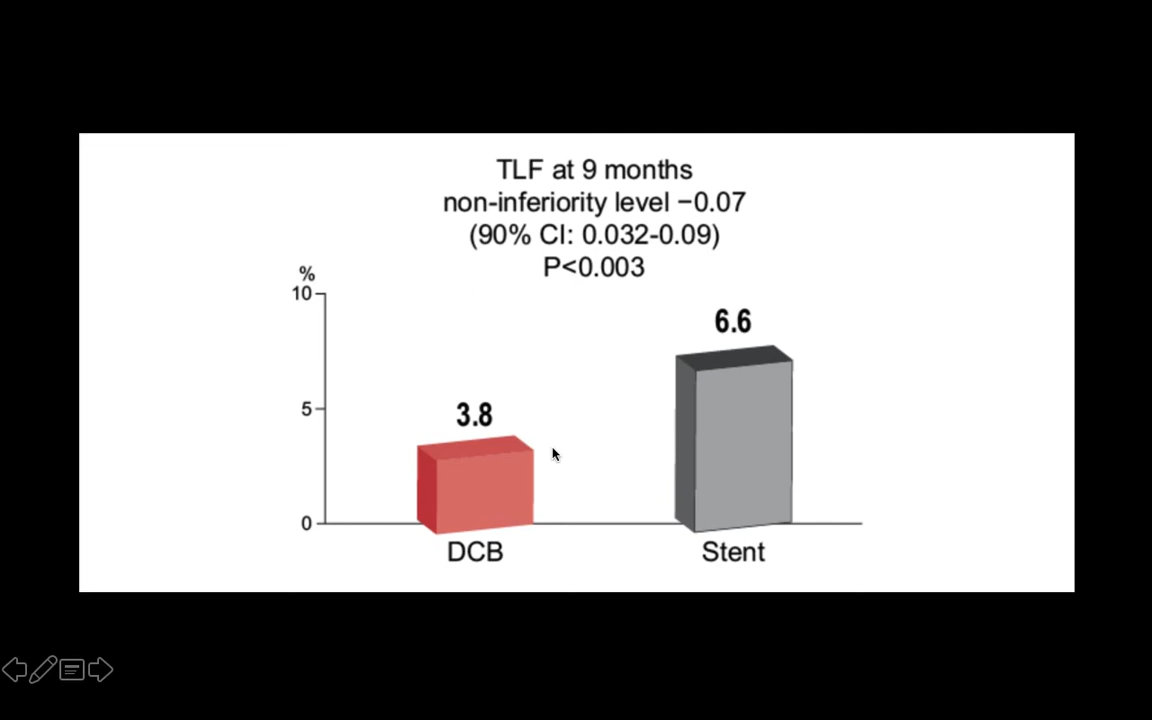 TLF at 9 months
non-inferiority level −0.07
(90% CI: 0.032-0.09)
P<0.003
%
10
6.6
5
3.8
0
DCB Stent